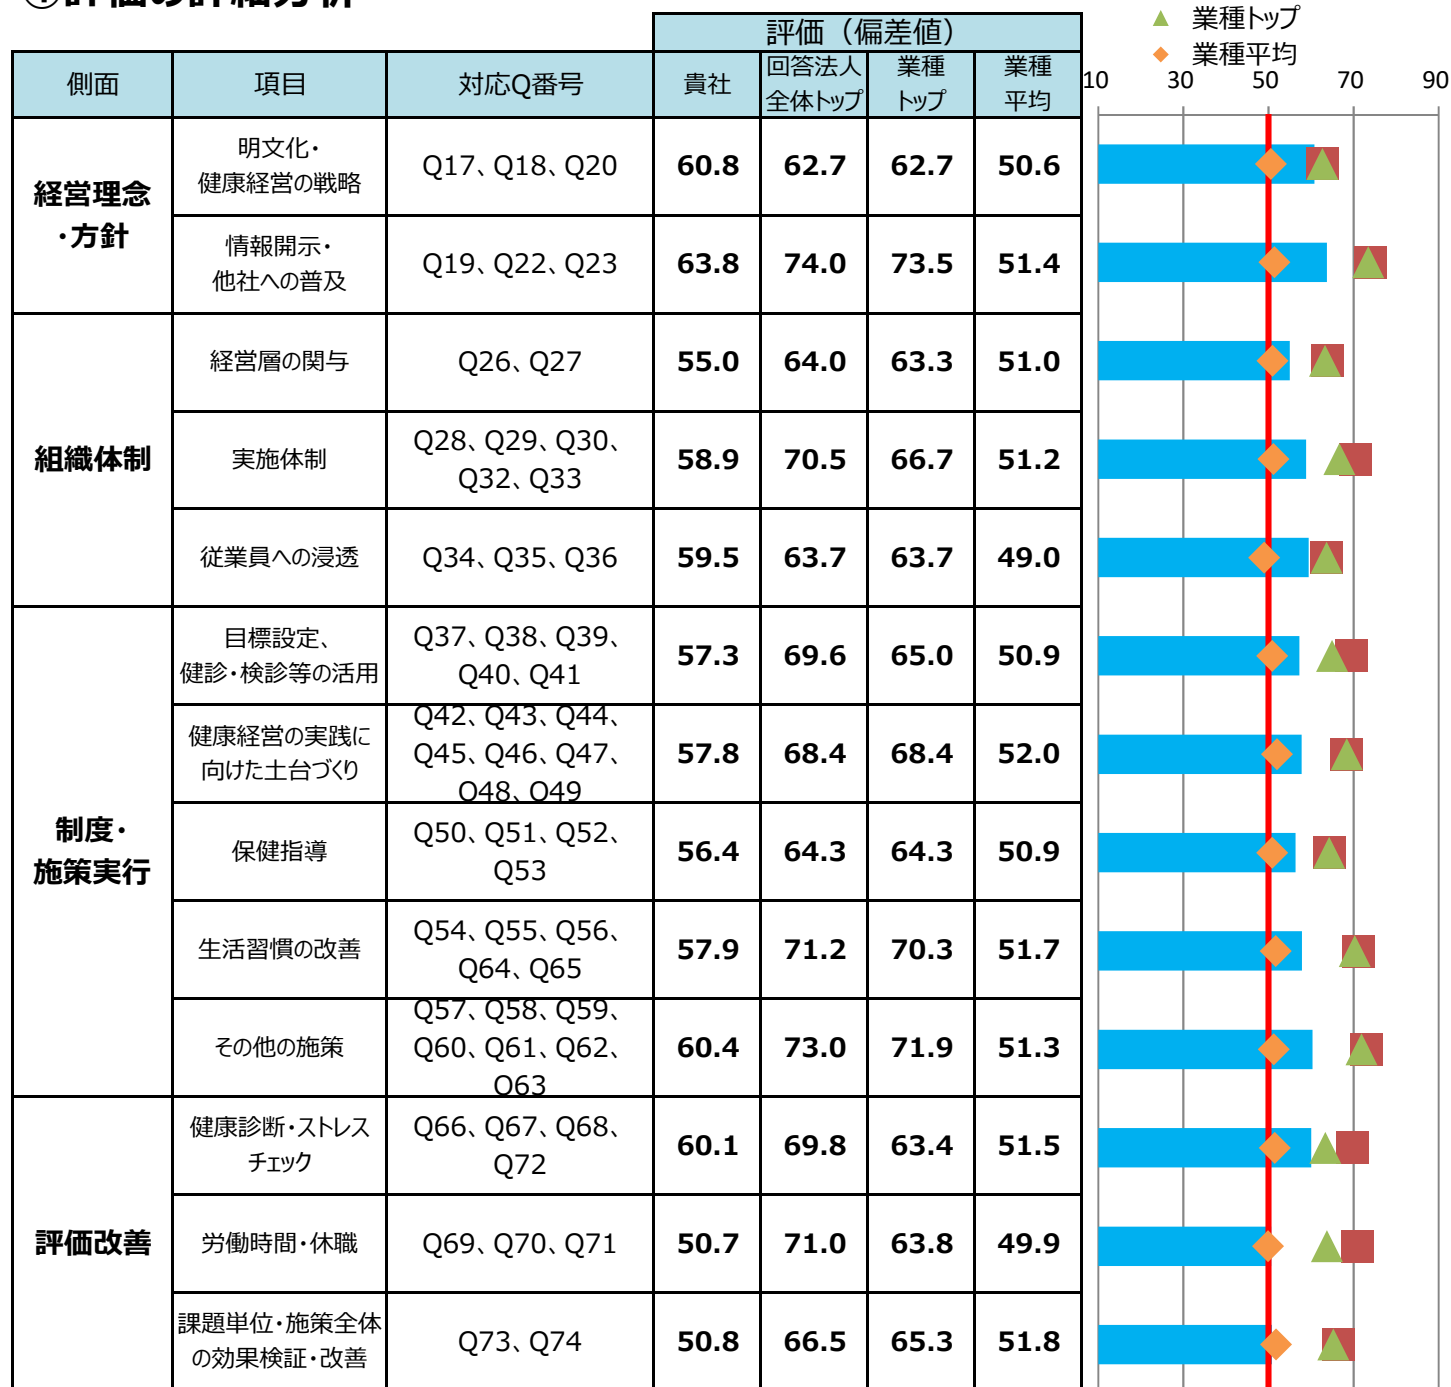 ①評価の詳細分析
▲ 業種トップ
◆ 業種平均
評価（偏差値）
側面 項目 対応Q番号 貴社 回答法人全体トップ 業種トップ 業種平均
10 30 50 70 90
経営理念・方針
明文化・健康経営の戦略 Q17、Q18、Q20 60.8 62.7 62.7 50.6
情報開示・他社への普及 Q19、Q22、Q23 63.8 74.0 73.5 51.4
組織体制
経営層の関与 Q26、Q27 55.0 64.0 63.3 51.0
実施体制 Q28、Q29、Q30、Q32、Q33 58.9 70.5 66.7 51.2
従業員への浸透 Q34、Q35、Q36 59.5 63.7 63.7 49.0
制度・施策実行
目標設定、健診・検診等の活用 Q37、Q38、Q39、Q40、Q41 57.3 69.6 65.0 50.9
健康経営の実践に向けた土台づくり Q42、Q43、Q44、Q45、Q46、Q47、Q48、Q49 57.8 68.4 68.4 52.0
保健指導 Q50、Q51、Q52、Q53 56.4 64.3 64.3 50.9
生活習慣の改善 Q54、Q55、Q56、Q64、Q65 57.9 71.2 70.3 51.7
その他の施策 Q57、Q58、Q59、Q60、Q61、Q62、Q63 60.4 73.0 71.9 51.3
評価改善
健康診断・ストレスチェック Q66、Q67、Q68、Q72 60.1 69.8 63.4 51.5
労働時間・休職 Q69、Q70、Q71 50.7 71.0 63.8 49.9
課題単位・施策全体の効果検証・改善 Q73、Q74 50.8 66.5 65.3 51.8